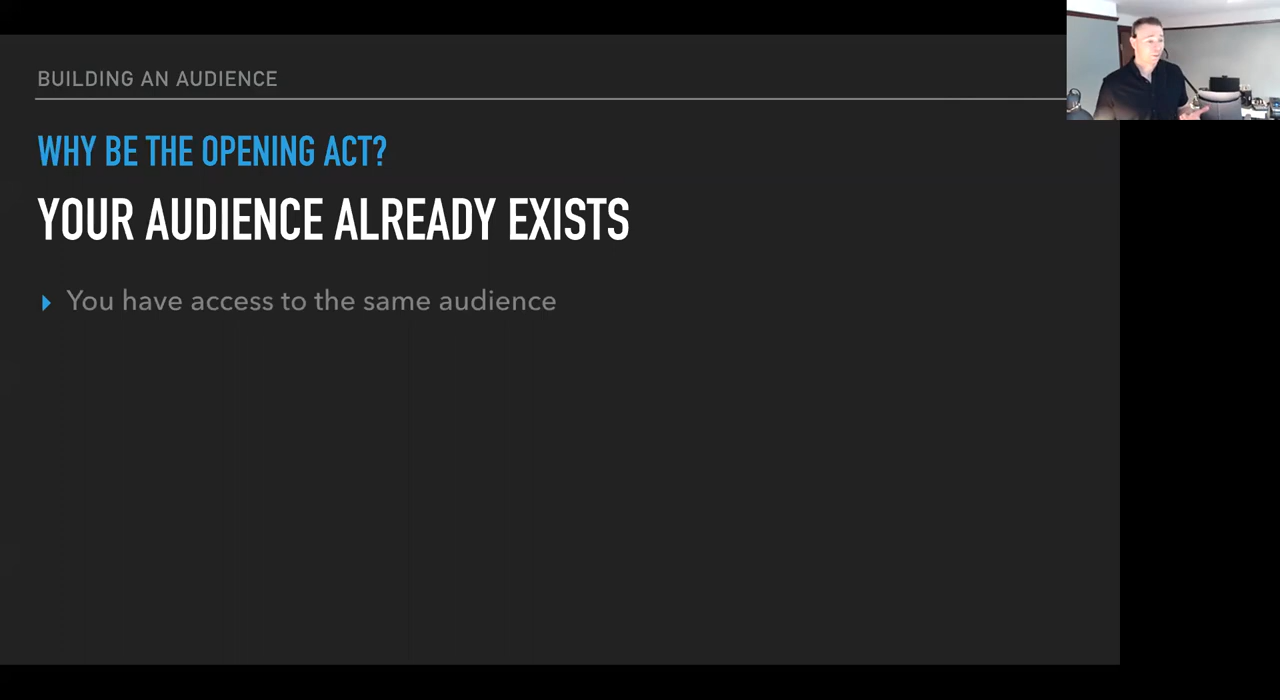 BUILDING AN AUDIENCE
WHY BE THE OPENING ACT?
YOUR AUDIENCE ALREADY EXISTS
You have access to the same audience